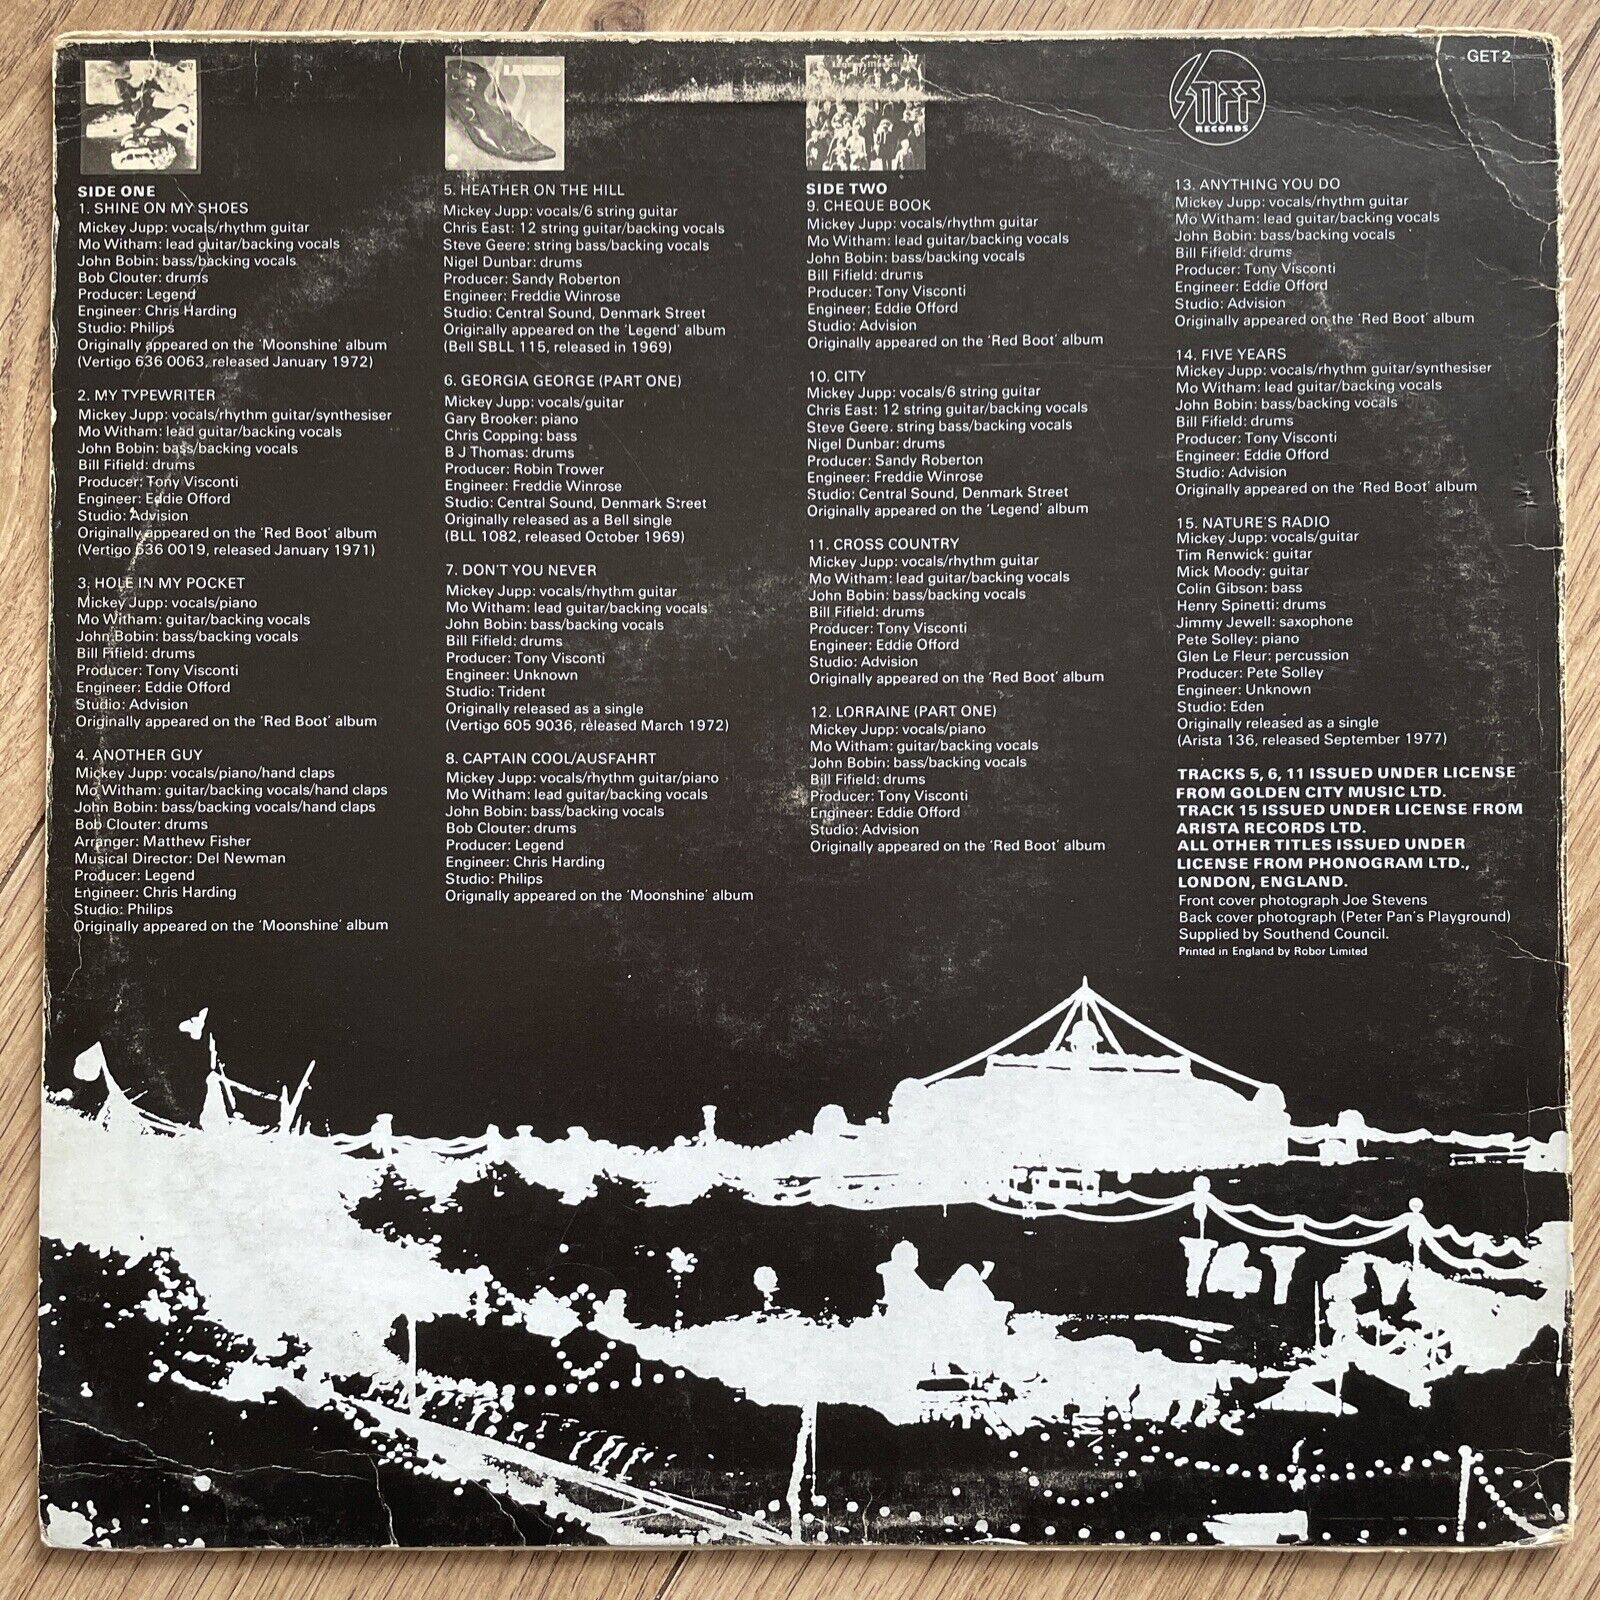 GET 2
STIFF
RECORDS
LEGEND
SIDE ONE
1. SHINE ON MY SHOES
Mickey Jupp: vocals/rhythm guitar
Mo Witham: lead guitar/backing vocals
John Bobin: bass/backing vocals
Bob Clouter: drums
Producer: Legend
Engineer: Chris Harding
Studio: Philips
Originally appeared on the 'Moonshine' album
(Vertigo 636 0063, released January 1972)
2. MY TYPEWRITER
Mickey Jupp: vocals/rhythm guitar/synthesiser
Mo Witham: lead guitar/backing vocals
John Bobin: bass/backing vocals
Bill Fifield: drums
Producer: Tony Visconti
Engineer: Eddie Offord
Studio: Advision
Originally appeared on the 'Red Boot' album
(Vertigo 636 0019, released January 1971)
3. HOLE IN MY POCKET
Mickey Jupp: vocals/piano
Mo Witham: guitar/backing vocals
John Bobin: bass/backing vocals
Bill Fifield: drums
Producer: Tony Visconti
Engineer: Eddie Offord
Studio: Advision
Originally appeared on the 'Red Boot' album
4. ANOTHER GUY
Mickey Jupp: vocals/piano/hand claps
Mo Witham: guitar/backing vocals/hand claps
John Bobin: bass/backing vocals/hand claps
Bob Clouter: drums
Arranger: Matthew Fisher
Musical Director: Del Newman
Producer: Legend
Engineer: Chris Harding
Studio: Philips
Originally appeared on the 'Moonshine' album
5. HEATHER ON THE HILL
Mickey Jupp: vocals/6 string guitar
Chris East: 12 string guitar/backing vocals
Steve Geere: string bass/backing vocals
Nigel Dunbar: drums
Producer: Sandy Roberton
Engineer: Freddie Winrose
Studio: Central Sound, Denmark Street
Originally appeared on the 'Legend' album
(Bell SBLL 115, released in 1969)
6. GEORGIA GEORGE (PART ONE)
Mickey Jupp: vocals/guitar
Gary Brooker: piano
Chris Copping: bass
B J Thomas: drums
Producer: Robin Trower
Engineer: Freddie Winrose
Studio: Central Sound, Denmark Street
Originally released as a Bell single
(BLL 1082, released October 1969)
7. DON'T YOU NEVER
Mickey Jupp: vocals/rhythm guitar
Mo Witham: lead guitar/backing vocals
John Bobin: bass/backing vocals
Bill Fifield: drums
Producer: Tony Visconti
Engineer: Unknown
Studio: Trident
Originally released as a single
(Vertigo 605 9036, released March 1972)
8. CAPTAIN COOL/AUSFAHRT
Mickey Jupp: vocals/rhythm guitar/piano
Mo Witham: lead guitar/backing vocals
John Bobin: bass/backing vocals
Bob Clouter: drums
Producer: Legend
Engineer: Chris Harding
Studio: Philips
Originally appeared on the 'Moonshine' album
SIDE TWO
9. CHEQUE BOOK
Mickey Jupp: vocals/rhythm guitar
Mo Witham: lead guitar/backing vocals
John Bobin: bass/backing vocals
Bill Fifield: drums
Producer: Tony Visconti
Engineer: Eddie Offord
Studio: Advision
Originally appeared on the 'Red Boot' album
10. CITY
Mickey Jupp: vocals/6 string guitar
Chris East: 12 string guitar/backing vocals
Steve Geere. string bass/backing vocals
Nigel Dunbar: drums
Producer: Sandy Roberton
Engineer: Freddie Winrose
Studio: Central Sound, Denmark Street
Originally appeared on the 'Legend' album
11. CROSS COUNTRY
Mickey Jupp: vocals/rhythm guitar
Mo Witham: lead guitar/backing vocals
John Bobin: bass/backing vocals
Bill Fifield: drums
Producer: Tony Visconti
Engineer: Eddie Offord
Studio: Advision
Originally appeared on the 'Red Boot' album
12. LORRAINE (PART ONE)
Mickey Jupp: vocals/piano
Mo Witham: guitar/backing vocals
John Bobin: bass/backing vocals
Bill Fifield: drums
Producer: Tony Visconti
Engineer: Eddie Offord
Studio: Advision
Originally appeared on the 'Red Boot' album
13. ANYTHING YOU DO
Mickey Jupp: vocals/rhythm guitar
Mo Witham: lead guitar/backing vocals
John Bobin: bass/backing vocals
Bill Fifield: drums
Producer: Tony Visconti
Engineer: Eddie Offord
Studio: Advision
Originally appeared on the 'Red Boot' album
14. FIVE YEARS
Mickey Jupp: vocals/rhythm guitar/synthesiser
Mo Witham: lead guitar/backing vocals
John Bobin: bass/backing vocals
Bill Fifield: drums
Producer: Tony Visconti
Engineer: Eddie Offord
Studio: Advision
Originally appeared on the 'Red Boot' album
15. NATURE'S RADIO
Mickey Jupp: vocals/guitar
Tim Renwick: guitar
Mick Moody: guitar
Colin Gibson: bass
Henry Spinetti: drums
Jimmy Jewell: saxophone
Pete Solley: piano
Glen Le Fleur: percussion
Producer: Pete Solley
Engineer: Unknown
Studio: Eden
Originally released as a single
(Arista 136, released September 1977)
TRACKS 5, 6, 11 ISSUED UNDER LICENSE
FROM GOLDEN CITY MUSIC LTD.
TRACK 15 ISSUED UNDER LICENSE FROM
ARISTA RECORDS LTD.
ALL OTHER TITLES ISSUED UNDER
LICENSE FROM PHONOGRAM LTD.,
LONDON, ENGLAND.
Front cover photograph Joe Stevens
Back cover photograph (Peter Pan's Playground)
Supplied by Southend Council.
Printed in England by Robor Limited